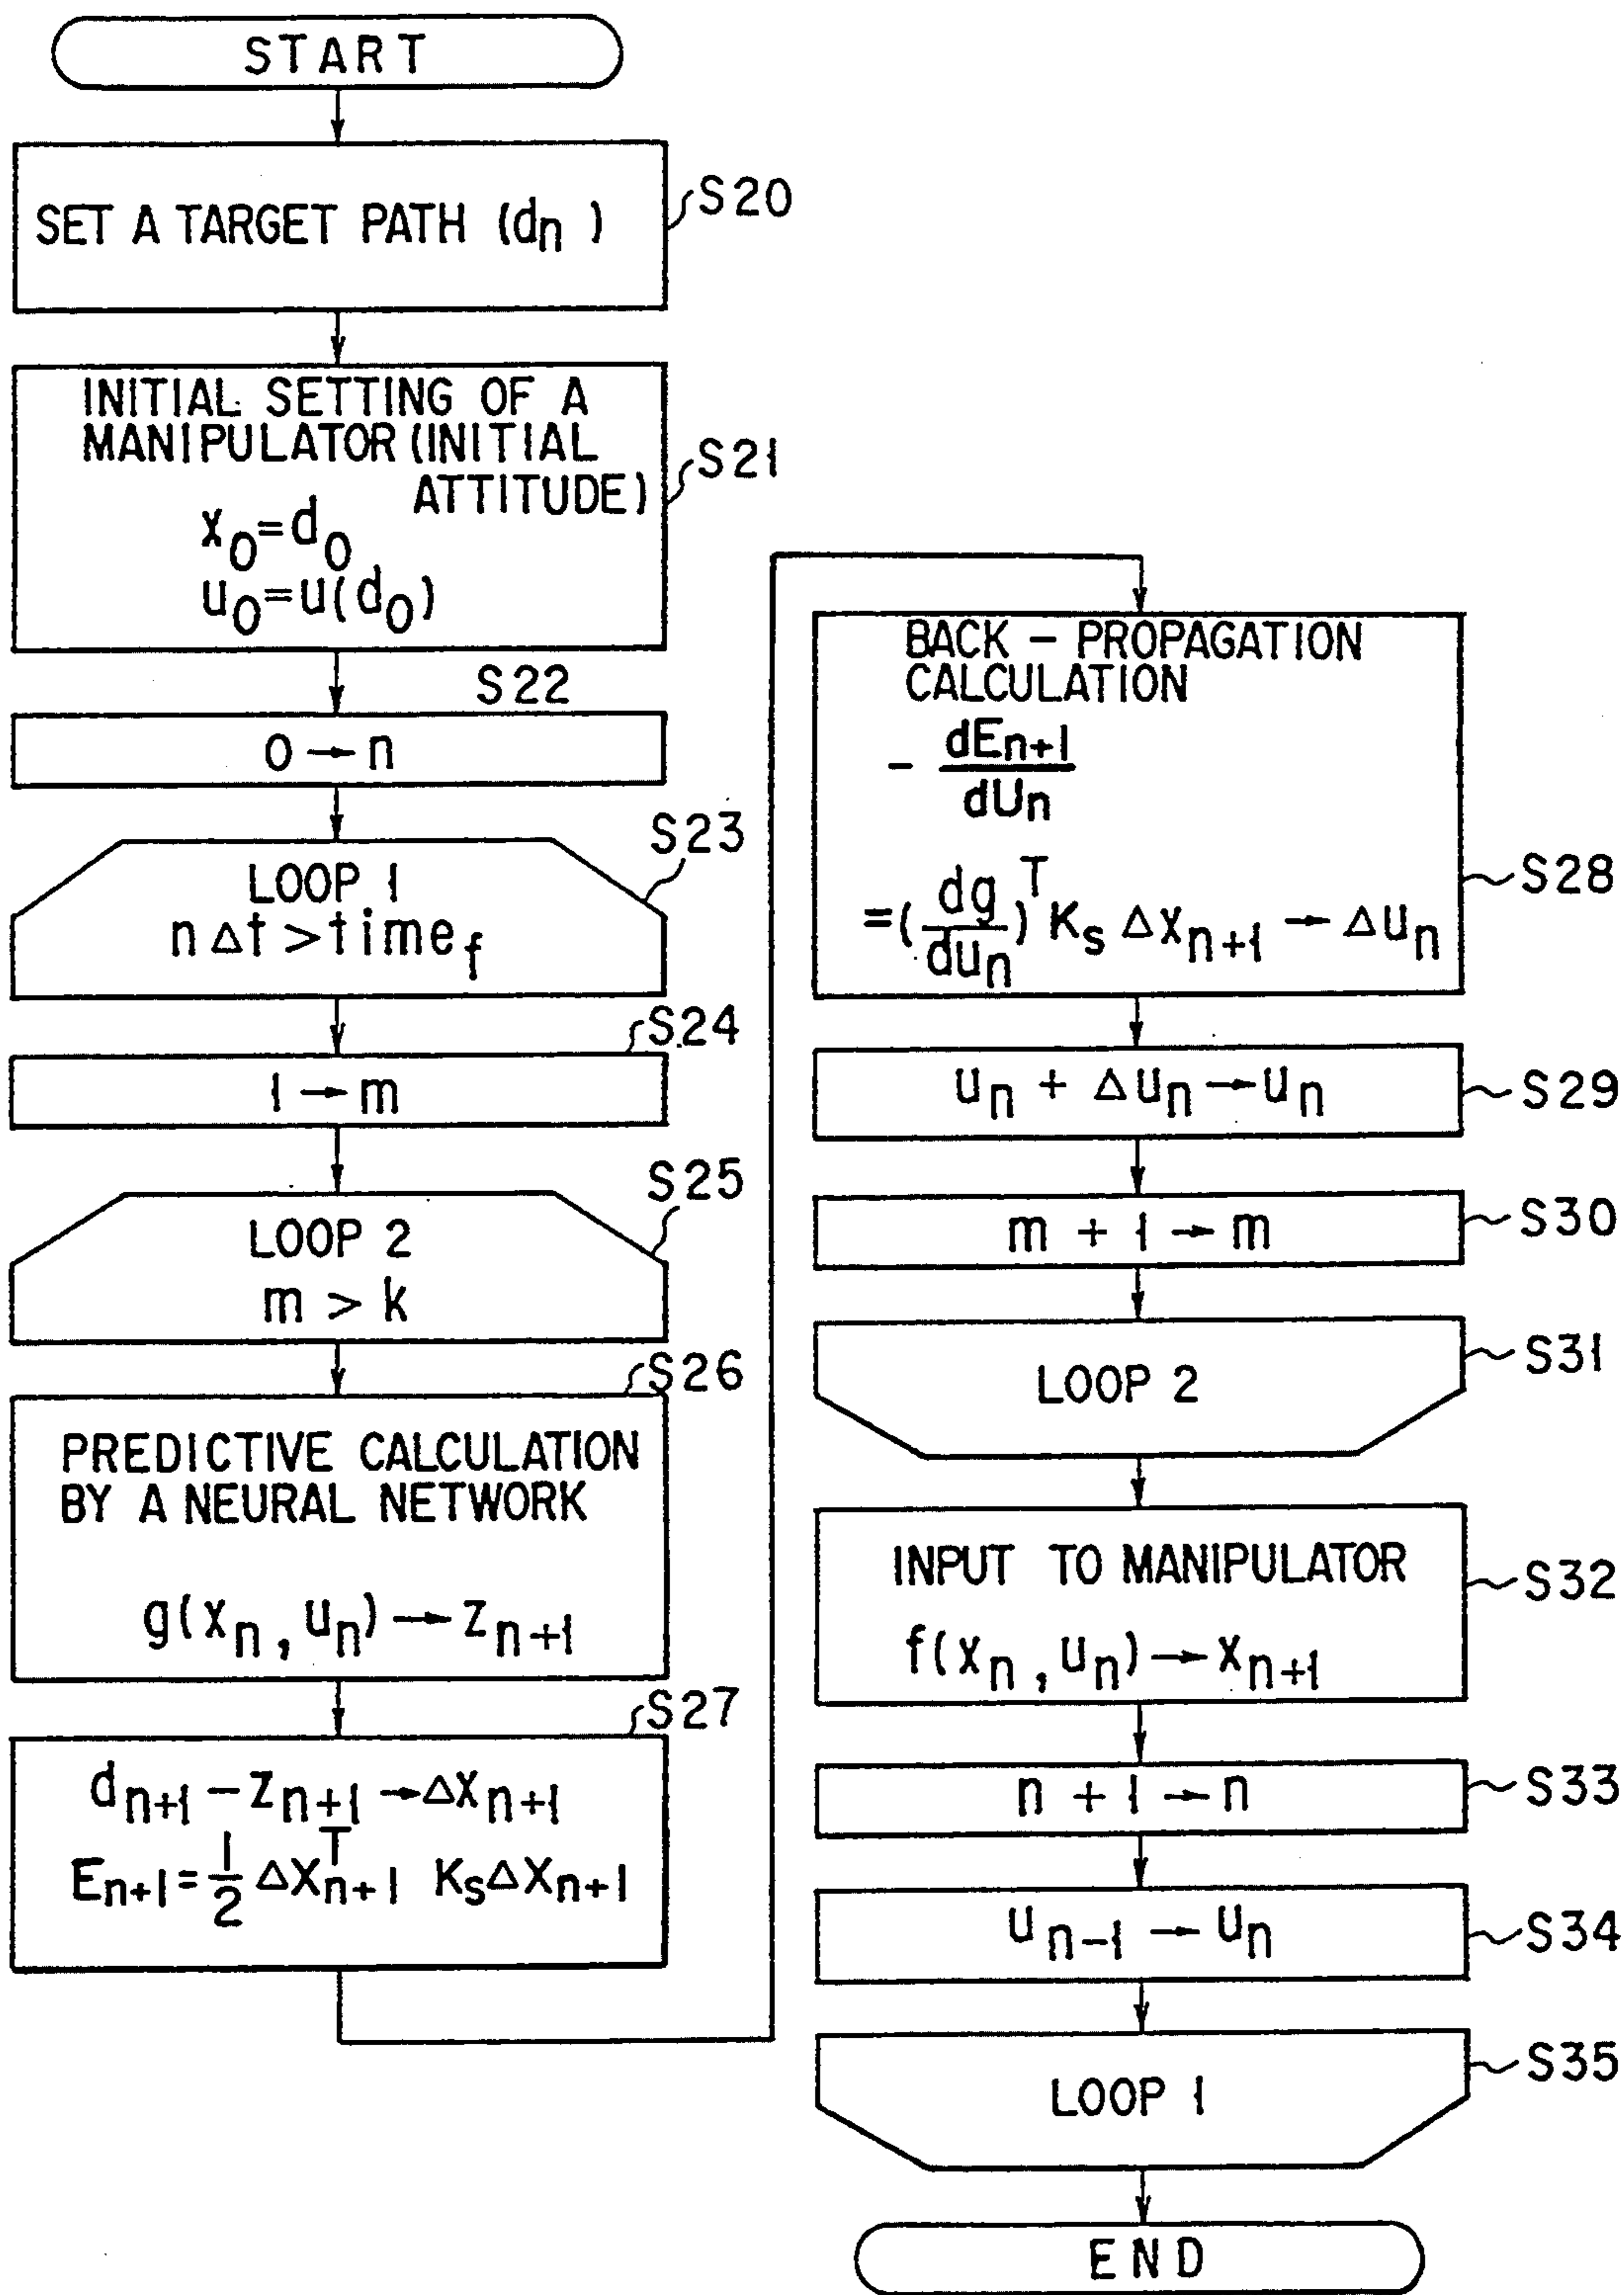 START
SET A TARGET PATH (dn)
S20
INITIAL SETTING OF A
MANIPULATOR (INITIAL
ATTITUDE)
x0=d0
u0=u(d0)
S21
S22
0→n
S23
LOOP 1
n Δt > timef
S24
1→m
S25
LOOP 2
m > k
S26
PREDICTIVE CALCULATION
BY A NEURAL NETWORK
g(xn, un)→zn+1
S27
dn+1 − zn+1 → Δxn+1
En+1 = 1/2 ΔX^T n+1 Ks ΔXn+1
BACK - PROPAGATION
CALCULATION
- dEn+1/dUn
=(dg/dun)^T Ks Δxn+1 → Δun
S28
un + Δun → un
S29
m + 1 → m
S30
LOOP 2
S31
INPUT TO MANIPULATOR
f(xn, un)→xn+1
S32
n + 1 → n
S33
un−1 → un
S34
LOOP 1
S35
END